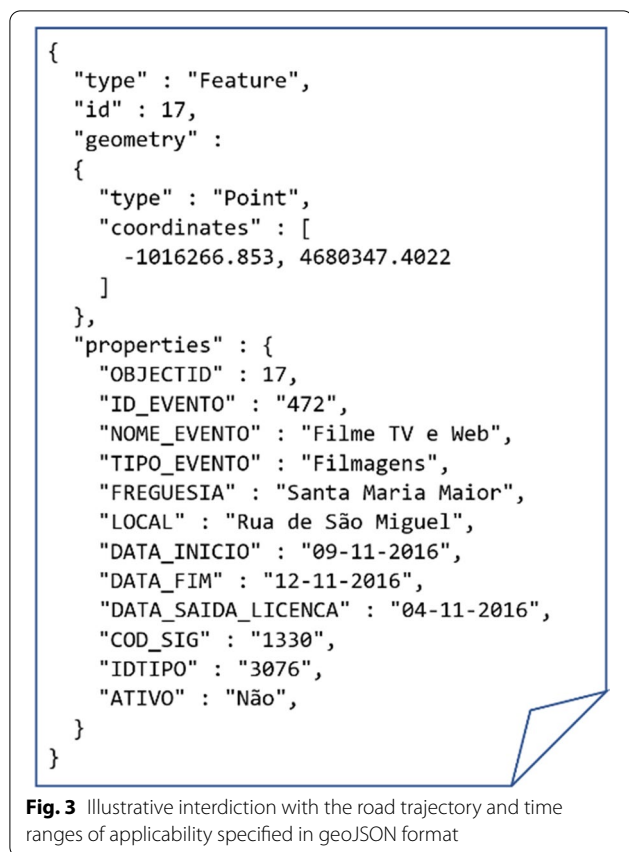 {
"type" : "Feature",
"id" : 17,
"geometry" :
{
"type" : "Point",
"coordinates" : [
-1016266.853, 4680347.4022
]
},
"properties" : {
"OBJECTID" : 17,
"ID_EVENTO" : "472",
"NOME_EVENTO" : "Filme TV e Web",
"TIPO_EVENTO" : "Filmagens",
"FREGUESIA" : "Santa Maria Maior",
"LOCAL" : "Rua de São Miguel",
"DATA_INICIO" : "09-11-2016",
"DATA_FIM" : "12-11-2016",
"DATA_SAIDA_LICENCA" : "04-11-2016",
"COD_SIG" : "1330",
"IDTIPO" : "3076",
"ATIVO" : "Não",
}
}
Fig. 3 Illustrative interdiction with the road trajectory and time
ranges of applicability specified in geoJSON format